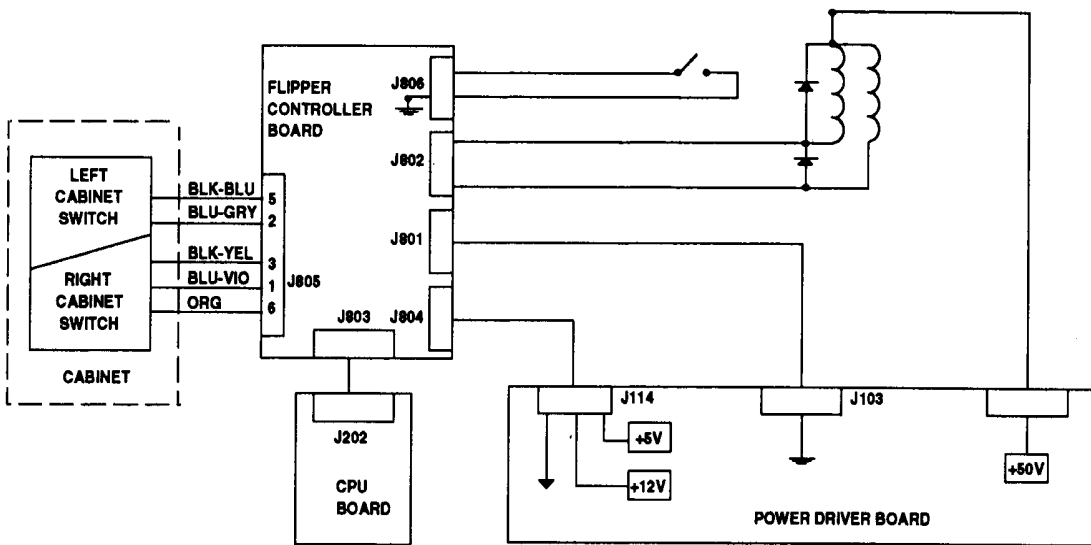 FLIPPER
CONTROLLER
BOARD
J806
J802
J801
J804
J803
J805
LEFT
CABINET
SWITCH
RIGHT
CABINET
SWITCH
CABINET
BLK-BLU
5
BLU-GRY
2
BLK-YEL
3
BLU-VIO
1
ORG
6
J202
CPU
BOARD
J114
J103
+5V
+12V
+50V
POWER DRIVER BOARD